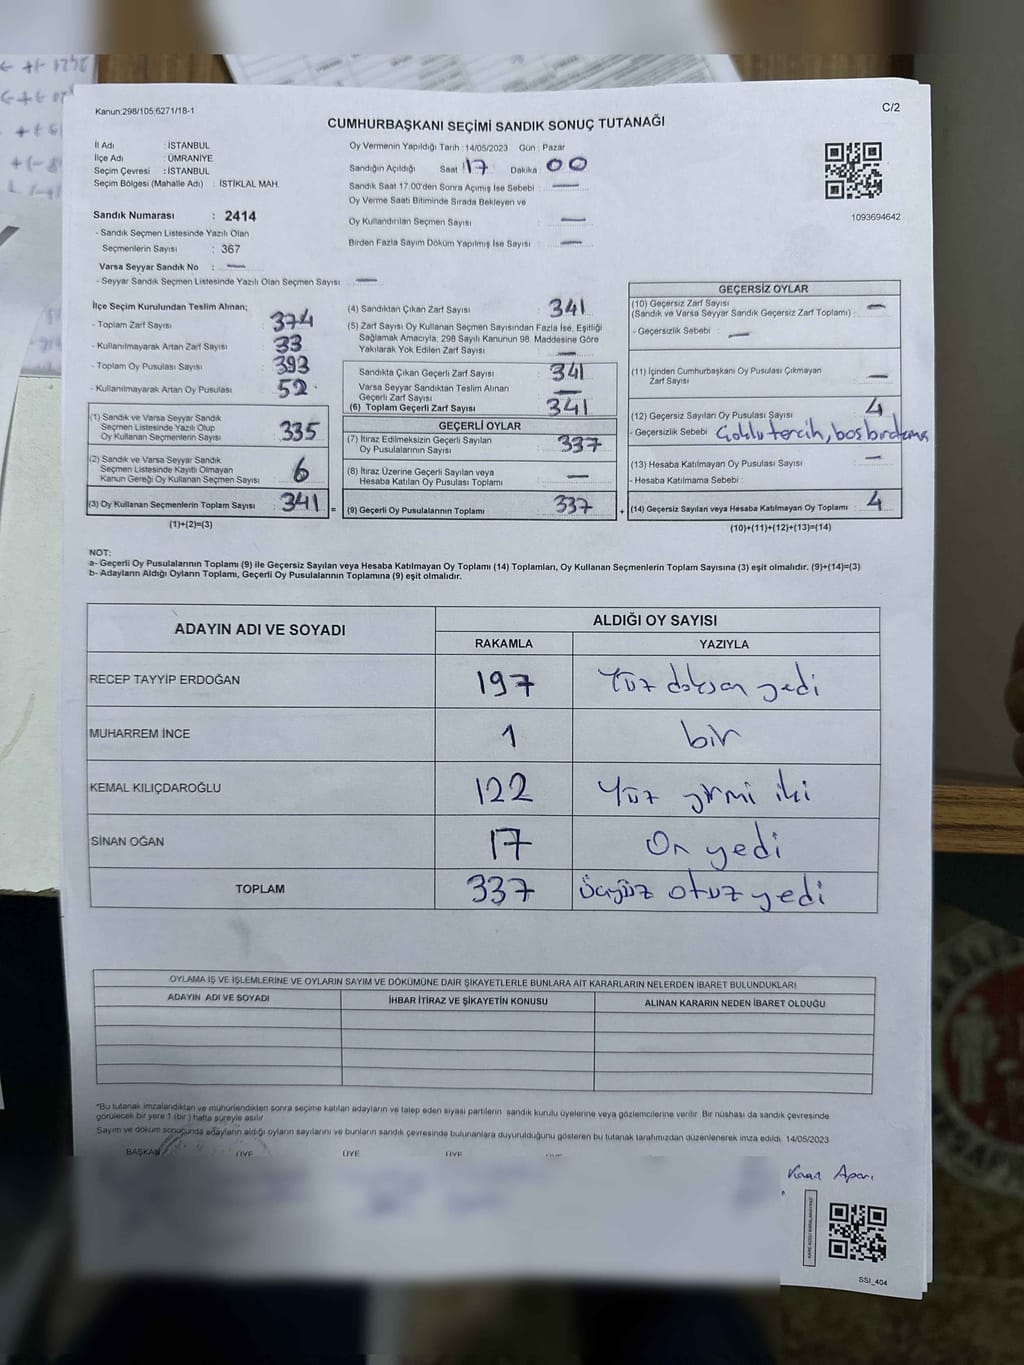 Kanun:298/105,6271/18-1
C/2
CUMHURBAŞKANI SEÇİMİ SANDIK SONUÇ TUTANAĞI
İl Adı : İSTANBUL
İlçe Adı : ÜMRANİYE
Seçim Çevresi : İSTANBUL
Seçim Bölgesi (Mahalle Adı) : İSTİKLAL MAH.
Sandık Numarası : 2414
- Sandık Seçmen Listesinde Yazılı Olan
Seçmenlerin Sayısı : 367
Varsa Seyyar Sandık No : —
- Seyyar Sandık Seçmen Listesinde Yazılı Olan Seçmen Sayısı : —
Oy Vermenin Yapıldığı Tarih :14/05/2023 Gün : Pazar
Sandığın Açıldığı Saat : 17 Dakika : 00
Sandık Saat 17.00'den Sonra Açımış İse Sebebi : —
Oy Verme Saati Bitiminde Sırada Bekleyen ve
Oy Kullandırılan Seçmen Sayısı : —
Birden Fazla Sayım Döküm Yapılmış İse Sayısı : —
1093694642
İlçe Seçim Kurulundan Teslim Alınan;
- Toplam Zarf Sayısı : 374
- Kullanılmayarak Artan Zarf Sayısı : 33
- Toplam Oy Pusulası Sayısı : 393
- Kullanılmayarak Artan Oy Pusulası : 52
(1) Sandık ve Varsa Seyyar Sandık
Seçmen Listesinde Yazılı Olup
Oy Kullanan Seçmenlerin Sayısı : 335
(2) Sandık ve Varsa Seyyar Sandık
Seçmen Listesinde Kayıtlı Olmayan
Kanun Gereği Oy Kullanan Seçmen Sayısı : 6
(3) Oy Kullanan Seçmenlerin Toplam Sayısı : 341 =
(1)+(2)=(3)
(4) Sandıktan Çıkan Zarf Sayısı : 341
(5) Zarf Sayısı Oy Kullanan Seçmen Sayısından Fazla İse, Eşitliği
Sağlamak Amacıyla, 298 Sayılı Kanunun 98. Maddesine Göre
Yakılarak Yok Edilen Zarf Sayısı : —
Sandıkta Çıkan Geçerli Zarf Sayısı : 341
Varsa Seyyar Sandıktan Teslim Alınan
Geçerli Zarf Sayısı : —
(6) Toplam Geçerli Zarf Sayısı : 341
GEÇERLİ OYLAR
(7) İtiraz Edilmeksizin Geçerli Sayılan
Oy Pusulalarının Sayısı : 337
(8) İtiraz Üzerine Geçerli Sayılan veya
Hesaba Katılan Oy Pusulası Toplamı : —
(9) Geçerli Oy Pusulalarının Toplamı : 337 +
GEÇERSİZ OYLAR
(10) Geçersiz Zarf Sayısı
(Sandık ve Varsa Seyyar Sandık Geçersiz Zarf Toplamı) : —
- Geçersizlik Sebebi : —
(11) İçinden Cumhurbaşkanı Oy Pusulası Çıkmayan
Zarf Sayısı : —
(12) Geçersiz Sayılan Oy Pusulası Sayısı : 4
- Geçersizlik Sebebi : Çoklu tercih, boş bırakma
(13) Hesaba Katılmayan Oy Pusulası Sayısı : —
- Hesaba Katılmama Sebebi :
(14) Geçersiz Sayılan veya Hesaba Katılmayan Oy Toplamı : 4
(10)+(11)+(12)+(13)=(14)
NOT:
a- Geçerli Oy Pusulalarının Toplamı (9) ile Geçersiz Sayılan veya Hesaba Katılmayan Oy Toplamı (14) Toplamları, Oy Kullanan Seçmenlerin Toplam Sayısına (3) eşit olmalıdır. (9)+(14)=(3)
b- Adayların Aldığı Oyların Toplamı, Geçerli Oy Pusulalarının Toplamına (9) eşit olmalıdır.
ADAYIN ADI VE SOYADI ALDIĞI OY SAYISI
RAKAMLA YAZIYLA
RECEP TAYYİP ERDOĞAN 197 Yüz doksan yedi
MUHARREM İNCE 1 bir
KEMAL KILIÇDAROĞLU 122 Yüz yirmi iki
SİNAN OĞAN 17 On yedi
TOPLAM 337 üçyüz otuz yedi
OYLAMA İŞ VE İŞLEMLERİNE VE OYLARIN SAYIM VE DÖKÜMÜNE DAİR ŞİKAYETLERLE BUNLARA AİT KARARLARIN NELERDEN İBARET BULUNDUKLARI
ADAYIN ADI VE SOYADI İHBAR İTİRAZ VE ŞİKAYETİN KONUSU ALINAN KARARIN NEDEN İBARET OLDUĞU
*Bu tutanak imzalandıktan ve mühürlendikten sonra seçime katılan adayların ve talep eden siyasi partilerin sandık kurulu üyelerine veya gözlemcilerine verilir. Bir nüshası da sandık çevresinde
görülecek bir yere 1 (bir) hafta süreyle asılır.
Sayım ve döküm sonucunda adayların aldığı oyların sayılarını ve bunların sandık çevresinde bulunanlara duyurulduğunu gösteren bu tutanak tarafımızdan düzenlenerek imza edildi. 14/05/2023
BAŞKAN ÜYE ÜYE ÜYE
SSI_404